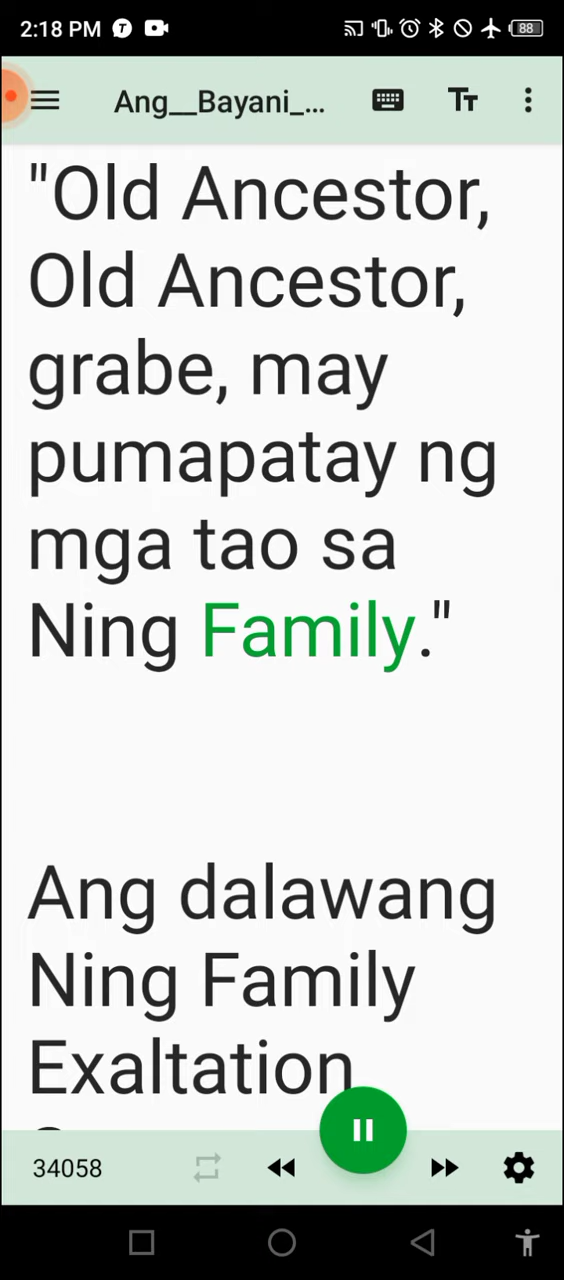 2:18 PM
88
Ang__Bayani_...
"Old Ancestor,
Old Ancestor,
grabe, may
pumapatay ng
mga tao sa
Ning Family."
Ang dalawang
Ning Family
Exaltation
34058